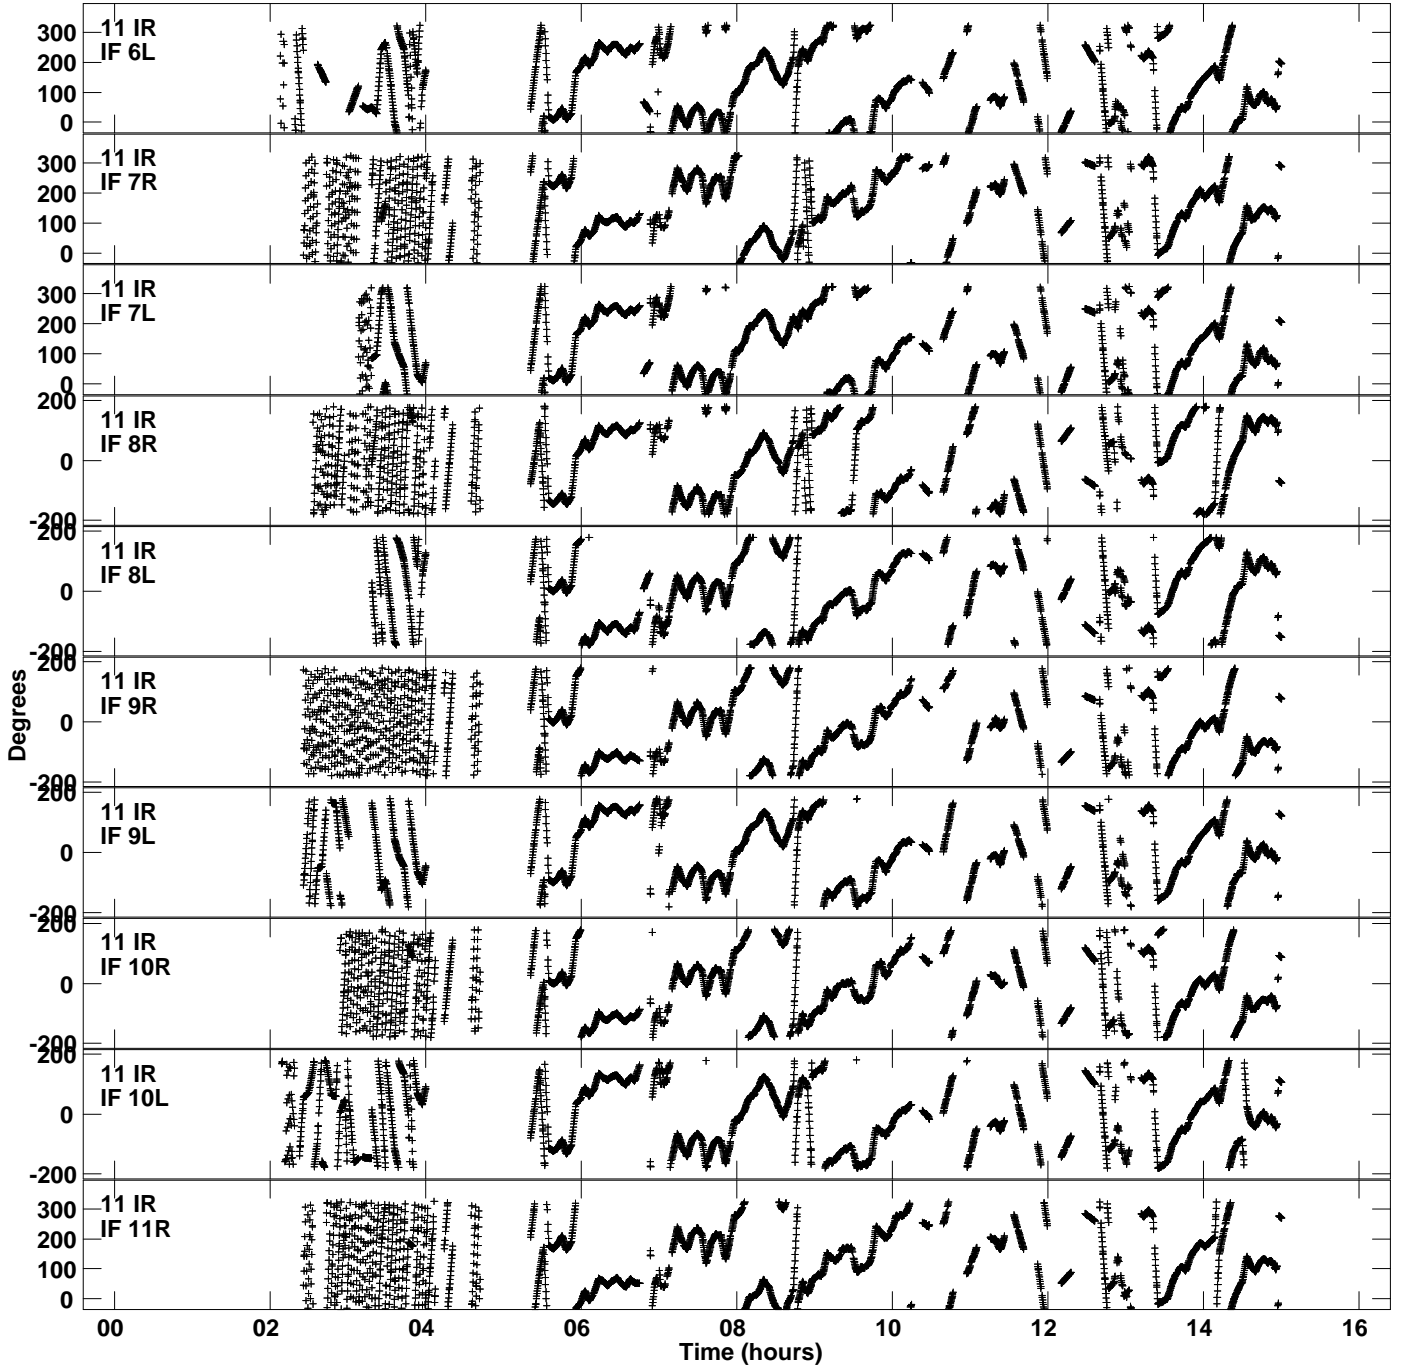 11 IR
IF 6L
300
200
100
0
11 IR
IF 7R
300
200
100
0
11 IR
IF 7L
300
200
100
0
200
11 IR
IF 8R
0
-200
200
11 IR
IF 8L
0
-200
200
11 IR
IF 9R
0
-200
200
11 IR
IF 9L
0
-200
200
11 IR
IF 10R
0
-200
200
11 IR
IF 10L
0
-200
11 IR
IF 11R
300
200
100
0
Degrees
00 02 04 06 08 10 12 14 16
Time (hours)